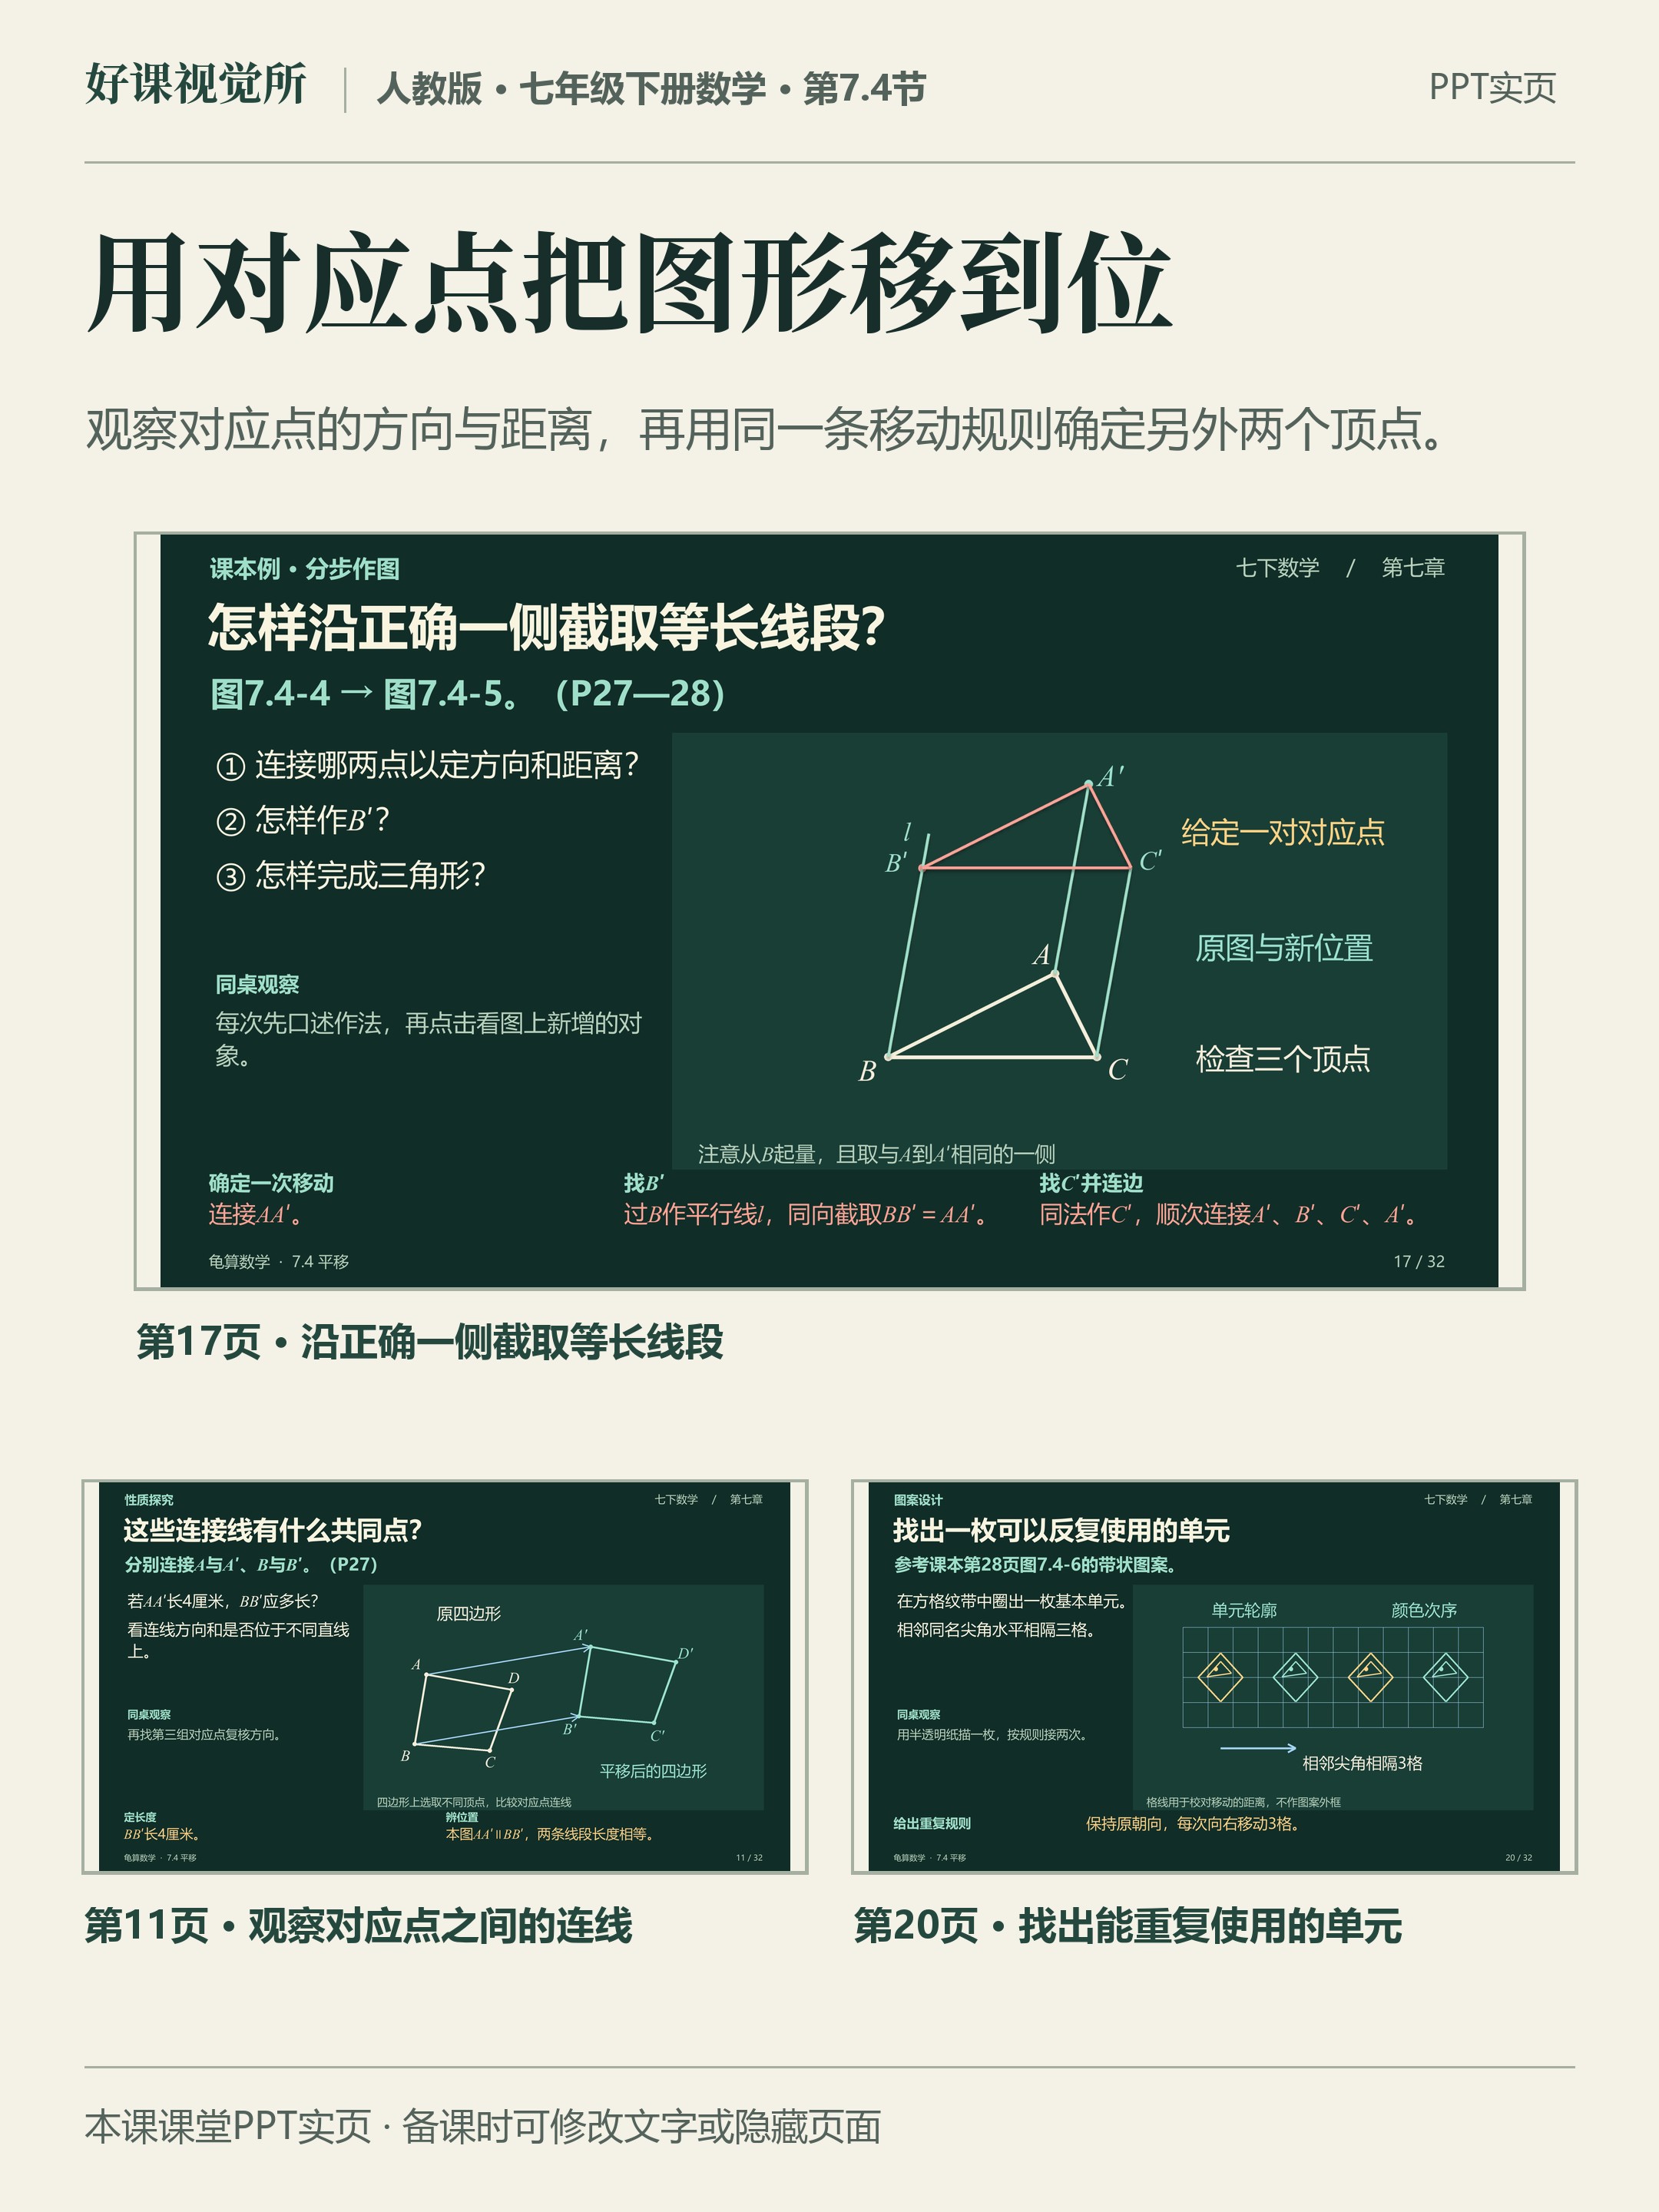 好课视觉所
人教版·七年级下册数学·第7.4节
PPT实页
用对应点把图形移到位
观察对应点的方向与距离，再用同一条移动规则确定另外两个顶点。
课本例·分步作图
七下数学 / 第七章
怎样沿正确一侧截取等长线段？
图7.4-4 → 图7.4-5。（P27—28）
① 连接哪两点以定方向和距离？
② 怎样作B′？
③ 怎样完成三角形？
同桌观察
每次先口述作法，再点击看图上新增的对
象。
A′
l
B′
C′
A
B
C
给定一对对应点
原图与新位置
检查三个顶点
注意从B起量，且取与A到A′相同的一侧
确定一次移动
连接AA′。
找B′
过B作平行线l，同向截取BB′ = AA′。
找C′并连边
同法作C′，顺次连接A′、B′、C′、A′。
龟算数学 · 7.4 平移
17 / 32
第17页·沿正确一侧截取等长线段
性质探究
七下数学 / 第七章
这些连接线有什么共同点？
分别连接A与A′、B与B′。（P27）
若AA′长4厘米，BB′应多长？
看连线方向和是否位于不同直线
上。
同桌观察
再找第三组对应点复核方向。
原四边形
A′
D′
A
D
B′
C′
B
C
平移后的四边形
四边形上选取不同顶点，比较对应点连线
定长度
BB′长4厘米。
辨位置
本图AA′∥BB′，两条线段长度相等。
龟算数学 · 7.4 平移
11 / 32
第11页·观察对应点之间的连线
图案设计
七下数学 / 第七章
找出一枚可以反复使用的单元
参考课本第28页图7.4-6的带状图案。
在方格纹带中圈出一枚基本单元。
相邻同名尖角水平相隔三格。
同桌观察
用半透明纸描一枚，按规则接两次。
单元轮廓
颜色次序
相邻尖角相隔3格
格线用于校对移动的距离，不作图案外框
给出重复规则
保持原朝向，每次向右移动3格。
龟算数学 · 7.4 平移
20 / 32
第20页·找出能重复使用的单元
本课课堂PPT实页 · 备课时可修改文字或隐藏页面